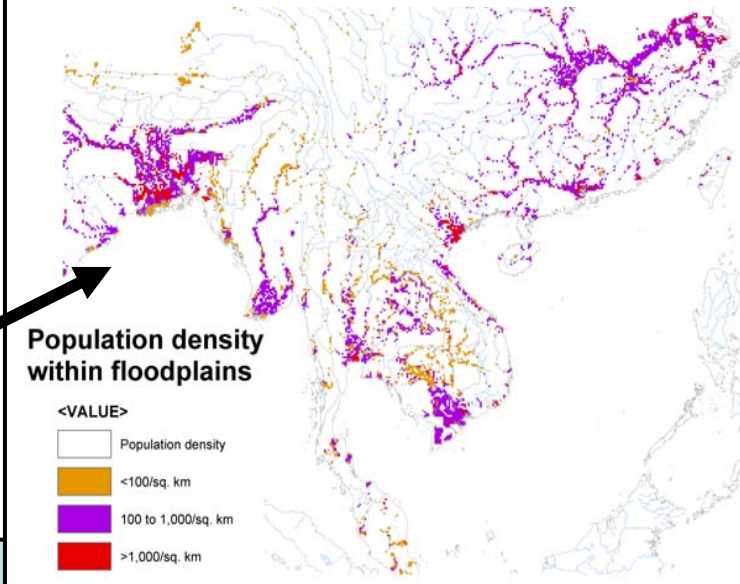 Population density
within floodplains
<VALUE>
Population density
<100/sq. km
100 to 1,000/sq. km
>1,000/sq. km